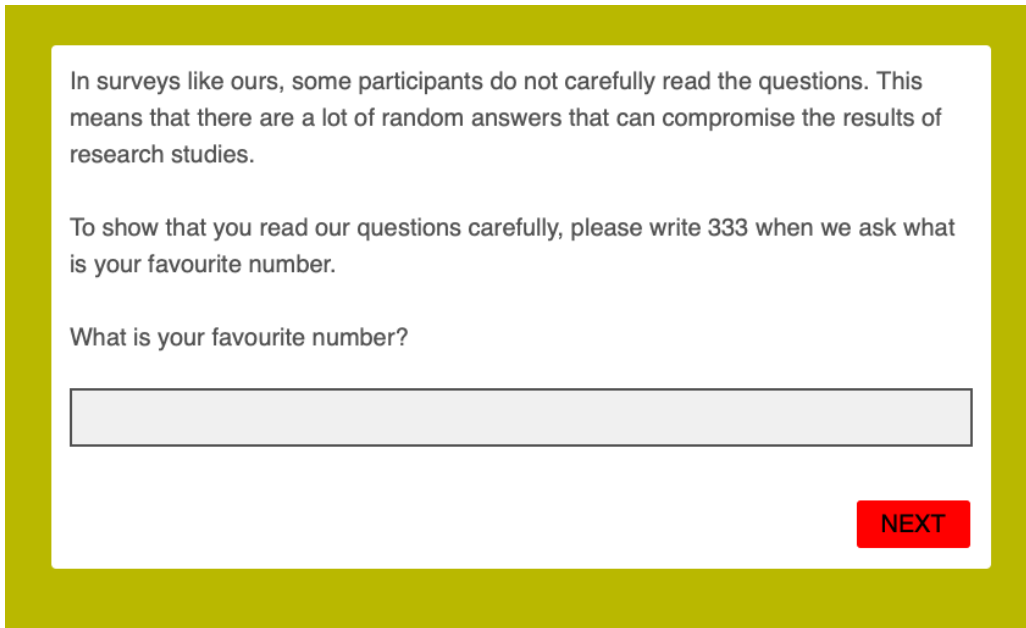 In surveys like ours, some participants do not carefully read the questions. This
means that there are a lot of random answers that can compromise the results of
research studies.
To show that you read our questions carefully, please write 333 when we ask what
is your favourite number.
What is your favourite number?
NEXT